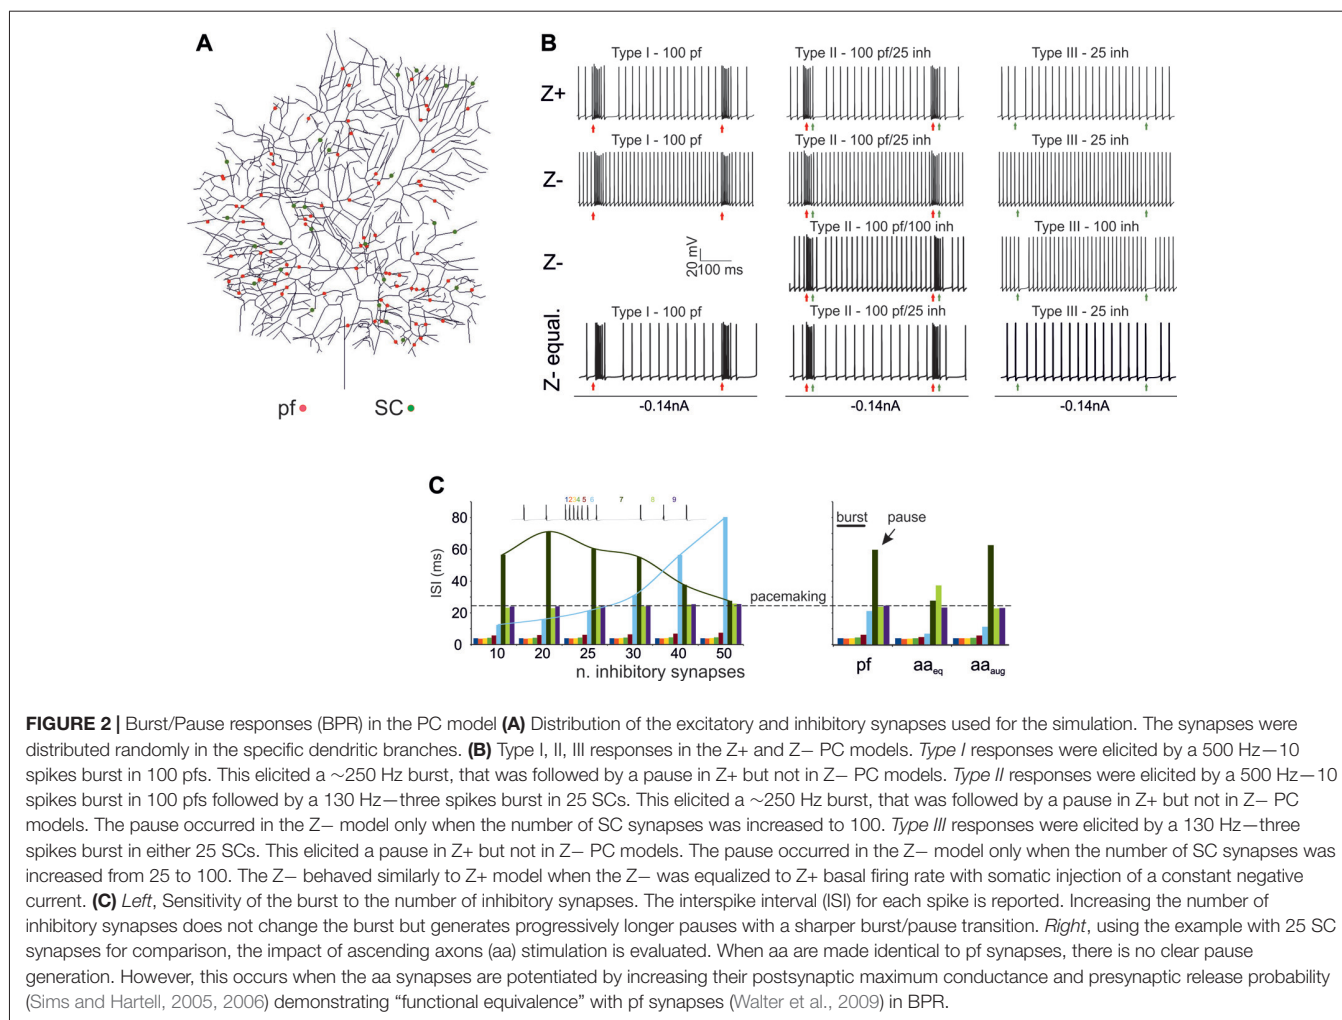 A
pf
SC
B
Type I - 100 pf
Type II - 100 pf/25 inh
Type III - 25 inh
Z+
Type I - 100 pf
Type II - 100 pf/25 inh
Type III - 25 inh
Z-
Type II - 100 pf/100 inh
Type III - 100 inh
Z-
20 mV
100 ms
Type I - 100 pf
Type II - 100 pf/25 inh
Type III - 25 inh
Z- equal.
-0.14nA
-0.14nA
-0.14nA
C
1 2 3 4 5 6 7 8 9
80
60
40
20
0
ISI (ms)
10 20 25 30 40 50
n. inhibitory synapses
pacemaking
burst
pause
pf
aaeq
aaaug
FIGURE 2 | Burst/Pause responses (BPR) in the PC model (A) Distribution of the excitatory and inhibitory synapses used for the simulation. The synapses were
distributed randomly in the specific dendritic branches. (B) Type I, II, III responses in the Z+ and Z− PC models. Type I responses were elicited by a 500 Hz—10
spikes burst in 100 pfs. This elicited a ~250 Hz burst, that was followed by a pause in Z+ but not in Z− PC models. Type II responses were elicited by a 500 Hz—10
spikes burst in 100 pfs followed by a 130 Hz—three spikes burst in 25 SCs. This elicited a ~250 Hz burst, that was followed by a pause in Z+ but not in Z− PC
models. The pause occurred in the Z− model only when the number of SC synapses was increased to 100. Type III responses were elicited by a 130 Hz—three
spikes burst in either 25 SCs. This elicited a pause in Z+ but not in Z− PC models. The pause occurred in the Z− model only when the number of SC synapses was
increased from 25 to 100. The Z− behaved similarly to Z+ model when the Z− was equalized to Z+ basal firing rate with somatic injection of a constant negative
current. (C) Left, Sensitivity of the burst to the number of inhibitory synapses. The interspike interval (ISI) for each spike is reported. Increasing the number of
inhibitory synapses does not change the burst but generates progressively longer pauses with a sharper burst/pause transition. Right, using the example with 25 SC
synapses for comparison, the impact of ascending axons (aa) stimulation is evaluated. When aa are made identical to pf synapses, there is no clear pause
generation. However, this occurs when the aa synapses are potentiated by increasing their postsynaptic maximum conductance and presynaptic release probability
(Sims and Hartell, 2005, 2006) demonstrating “functional equivalence” with pf synapses (Walter et al., 2009) in BPR.